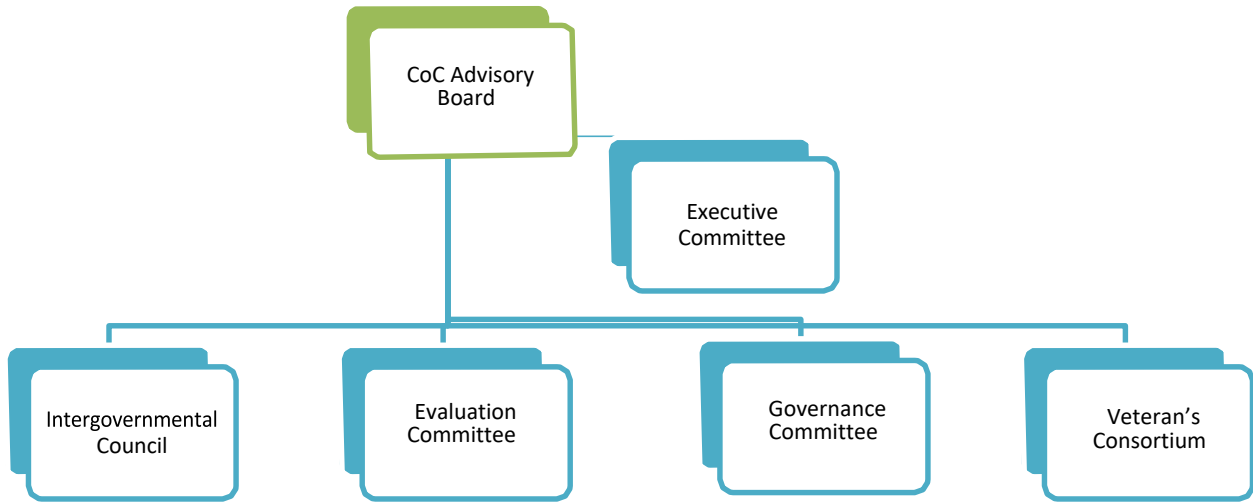 CoC Advisory
Board
Executive
Committee
Intergovernmental
Council
Evaluation
Committee
Governance
Committee
Veteran’s
Consortium